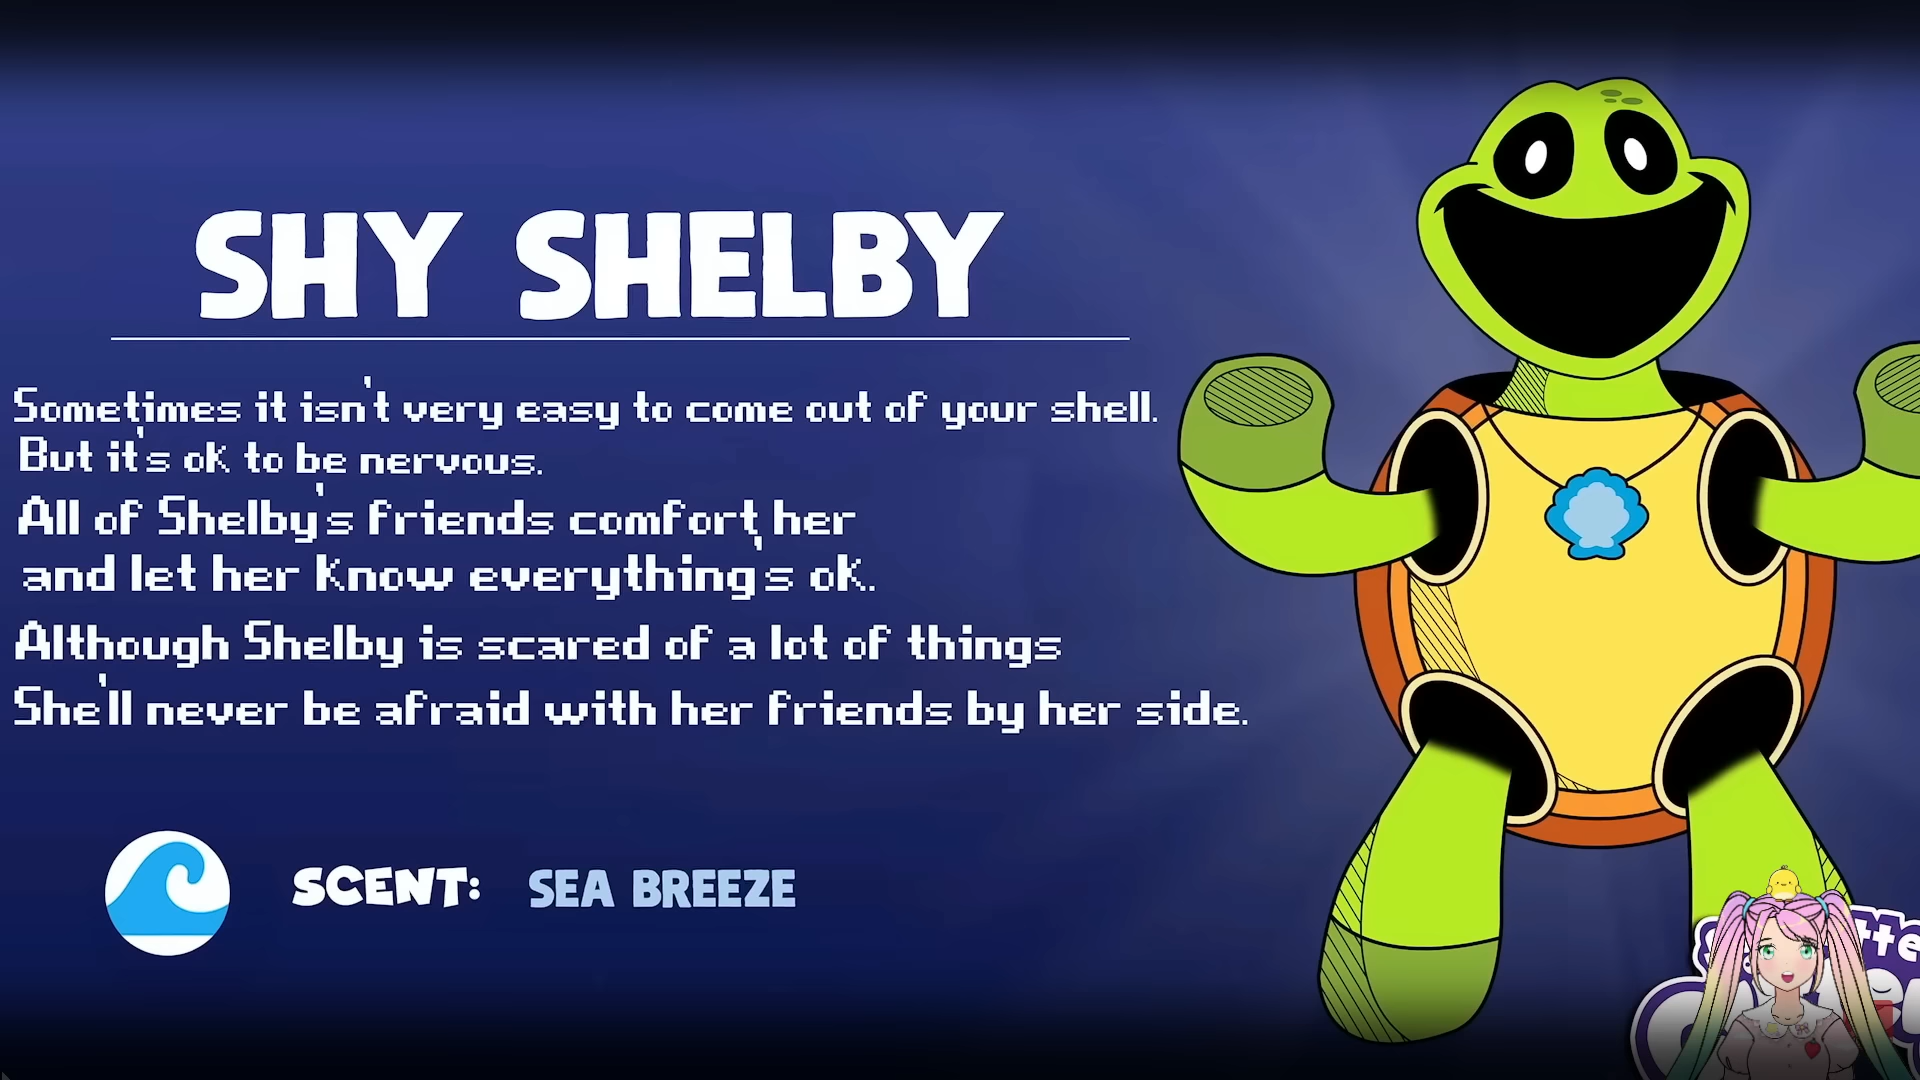 SHY SHELBY
Sometimes it isn't very easy to come out of your shell.
But it's ok to be nervous.
All of Shelby's friends comfort her
and let her know everything's ok.
Although Shelby is scared of a lot of things
She'll never be afraid with her friends by her side.
SCENT: SEA BREEZE